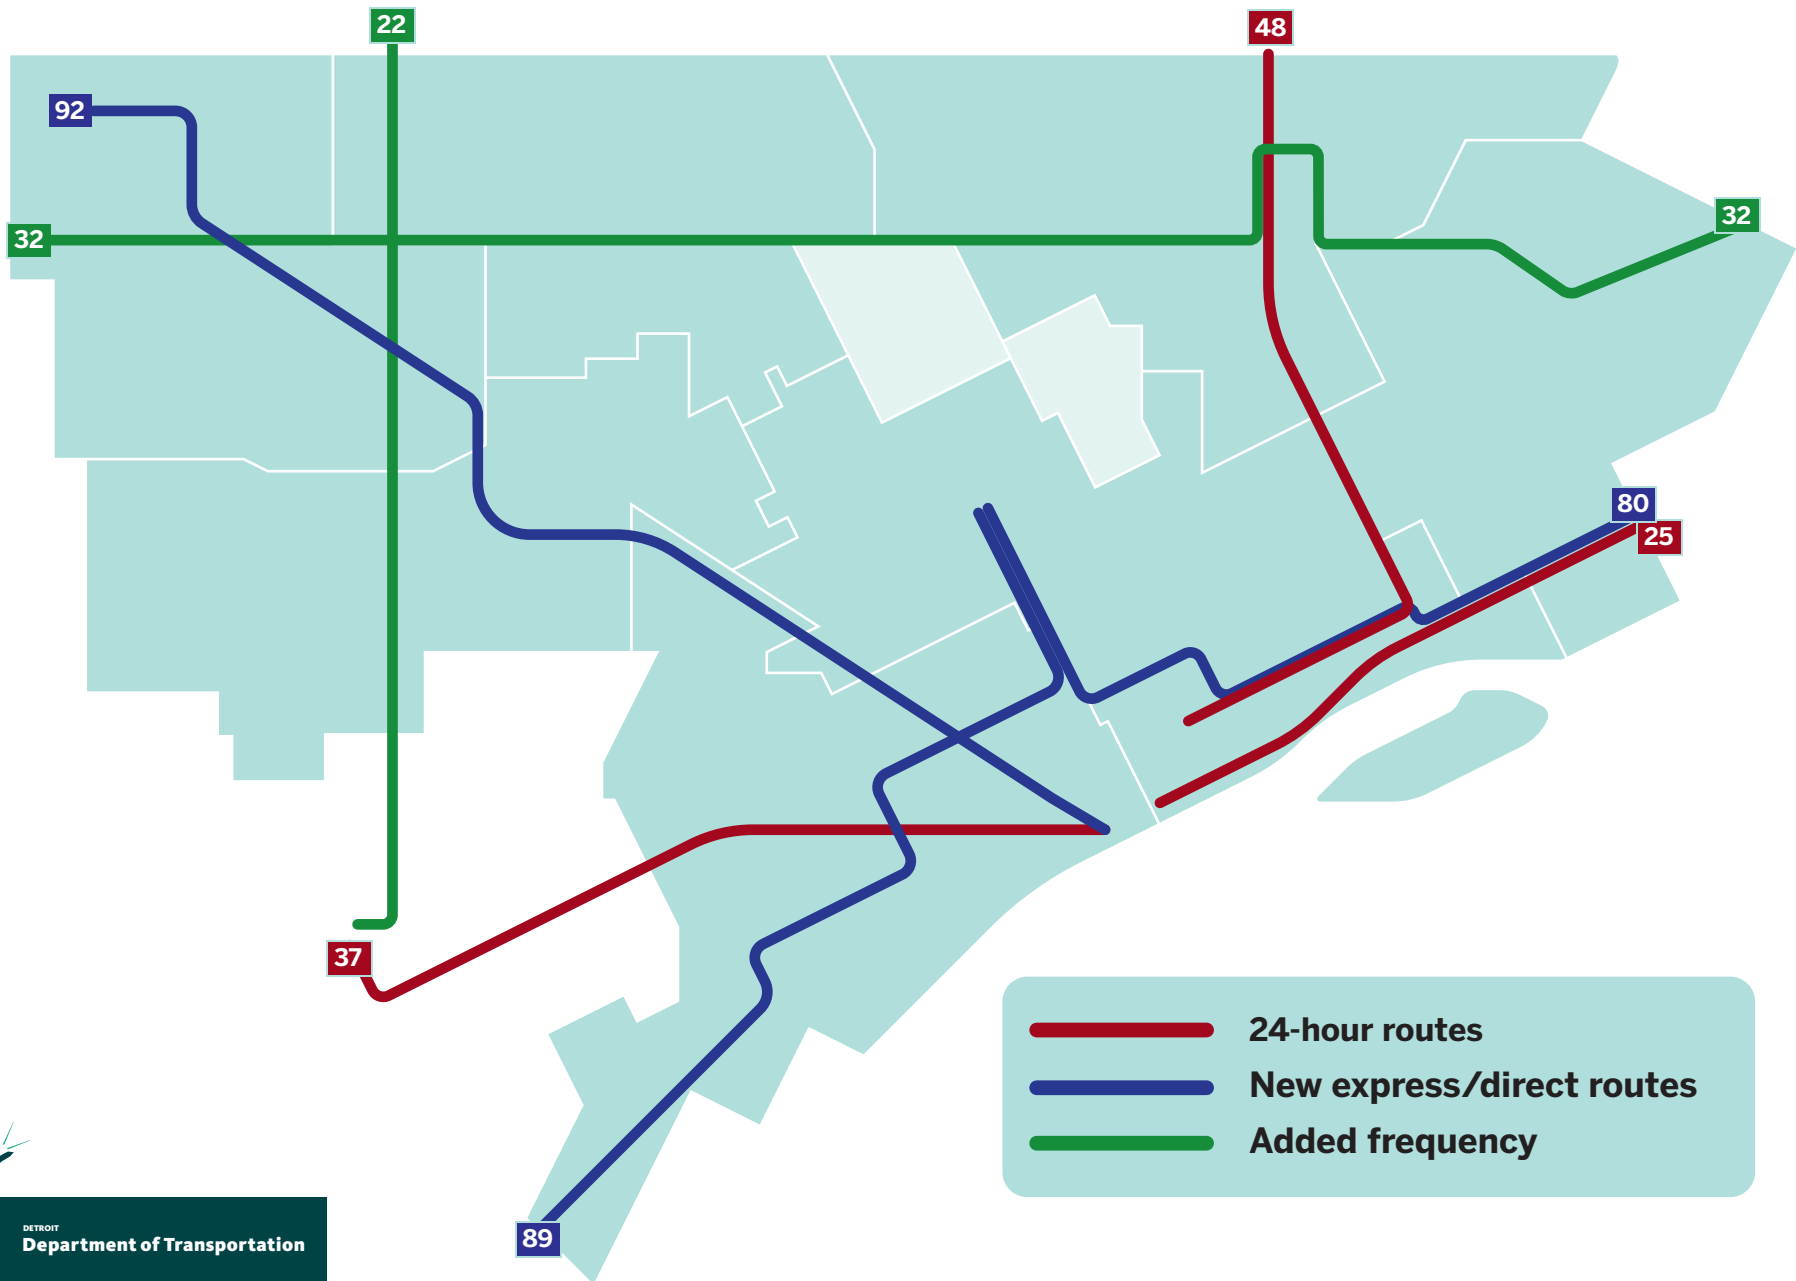 22
48
92
32
32
80
25
37
24-hour routes
New express/direct routes
Added frequency
89
DETROIT
Department of Transportation